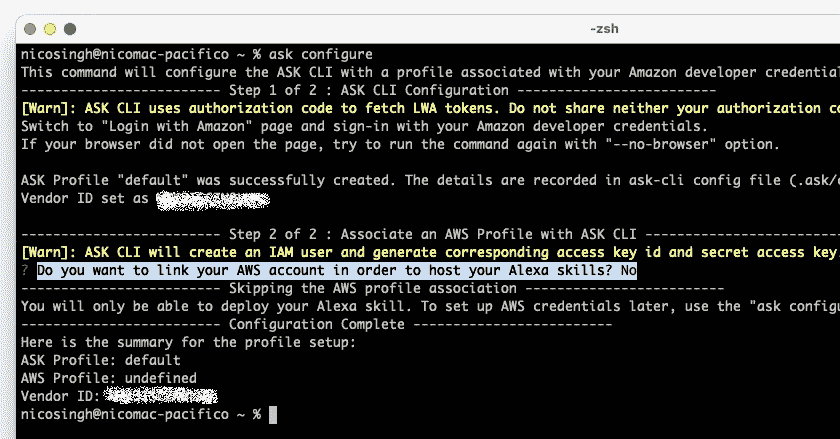 -zsh
nicosingh@nicomac-pacifico ~ % ask configure
This command will configure the ASK CLI with a profile associated with your Amazon developer credential
------------------------- Step 1 of 2 : ASK CLI Configuration -------------------------
[Warn]: ASK CLI uses authorization code to fetch LWA tokens. Do not share neither your authorization co
Switch to "Login with Amazon" page and sign-in with your Amazon developer credentials.
If your browser did not open the page, try to run the command again with "--no-browser" option.
ASK Profile "default" was successfully created. The details are recorded in ask-cli config file (.ask/
Vendor ID set as
------------------------- Step 2 of 2 : Associate an AWS Profile with ASK CLI -------------------------
[Warn]: ASK CLI will create an IAM user and generate corresponding access key id and secret access key.
? Do you want to link your AWS account in order to host your Alexa skills? No
------------------------- Skipping the AWS profile association -------------------------
You will only be able to deploy your Alexa skill. To set up AWS credentials later, use the "ask configu
------------------------- Configuration Complete -------------------------
Here is the summary for the profile setup:
ASK Profile: default
AWS Profile: undefined
Vendor ID:
nicosingh@nicomac-pacifico ~ %